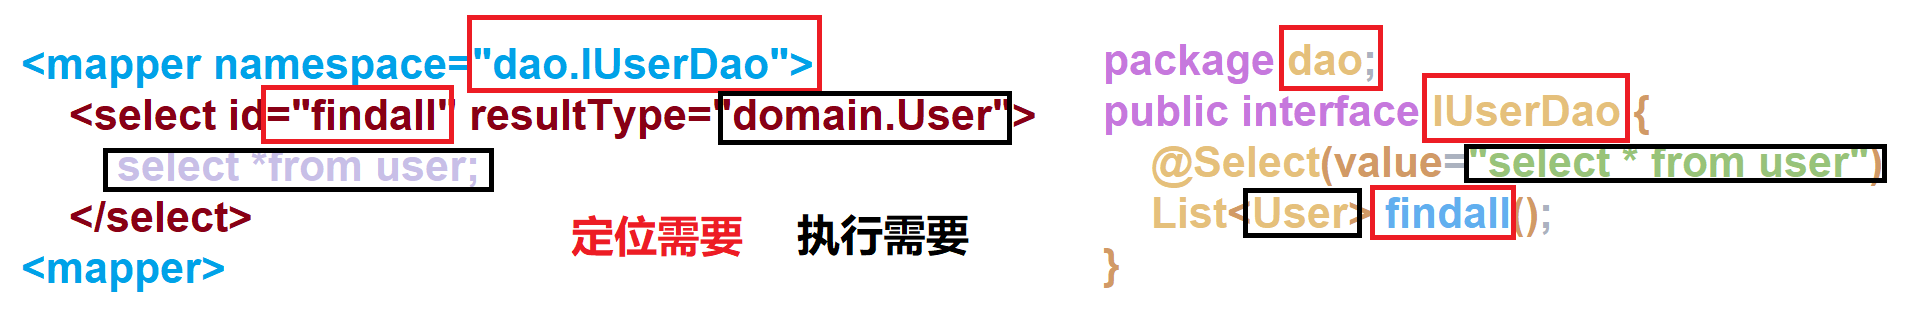 <mapper namespace="dao.IUserDao">
<select id="findall" resultType="domain.User">
select *from user;
</select>
<mapper>
定位需要 执行需要
package dao;
public interface IUserDao {
@Select(value="select * from user")
List<User> findall();
}